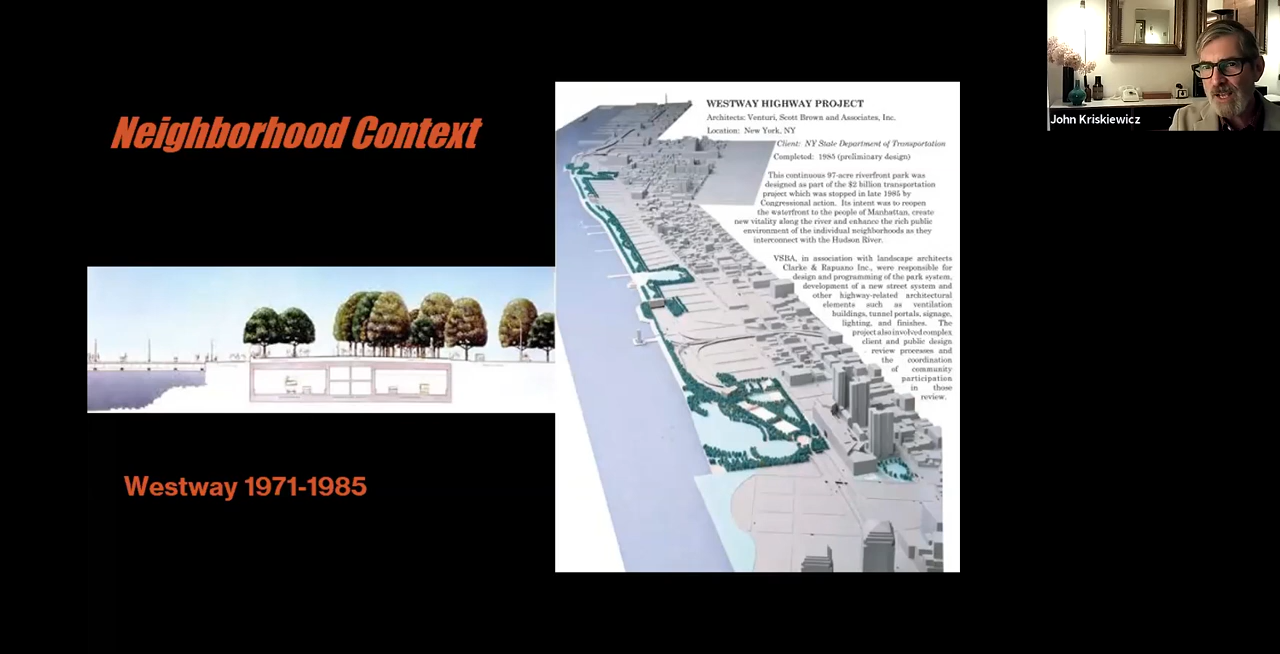 Neighborhood Context
Westway 1971-1985
WESTWAY HIGHWAY PROJECT
Architects: Venturi, Scott Brown and Associates, Inc.
Location: New York, NY
Client: NY State Department of Transportation
Completed: 1985 (preliminary design)
This continuous 97-acre riverfront park was
designed as part of the $2 billion transportation
project which was stopped in late 1985 by
Congressional action. Its intent was to reopen
the waterfront to the people of Manhattan, create
new vitality along the river and enhance the rich public
environment of the individual neighborhoods as they
interconnect with the Hudson River.
VSBA, in association with landscape architects
Clarke & Rapuano Inc., were responsible for
design and programming of the park system,
development of a new street system and
other highway-related architectural
elements such as ventilation
buildings, tunnel portals, signage,
lighting, and finishes. The
project also involved complex
client and public design
review processes and
the coordination
of community
participation
in those
review.
John Kriskiewicz